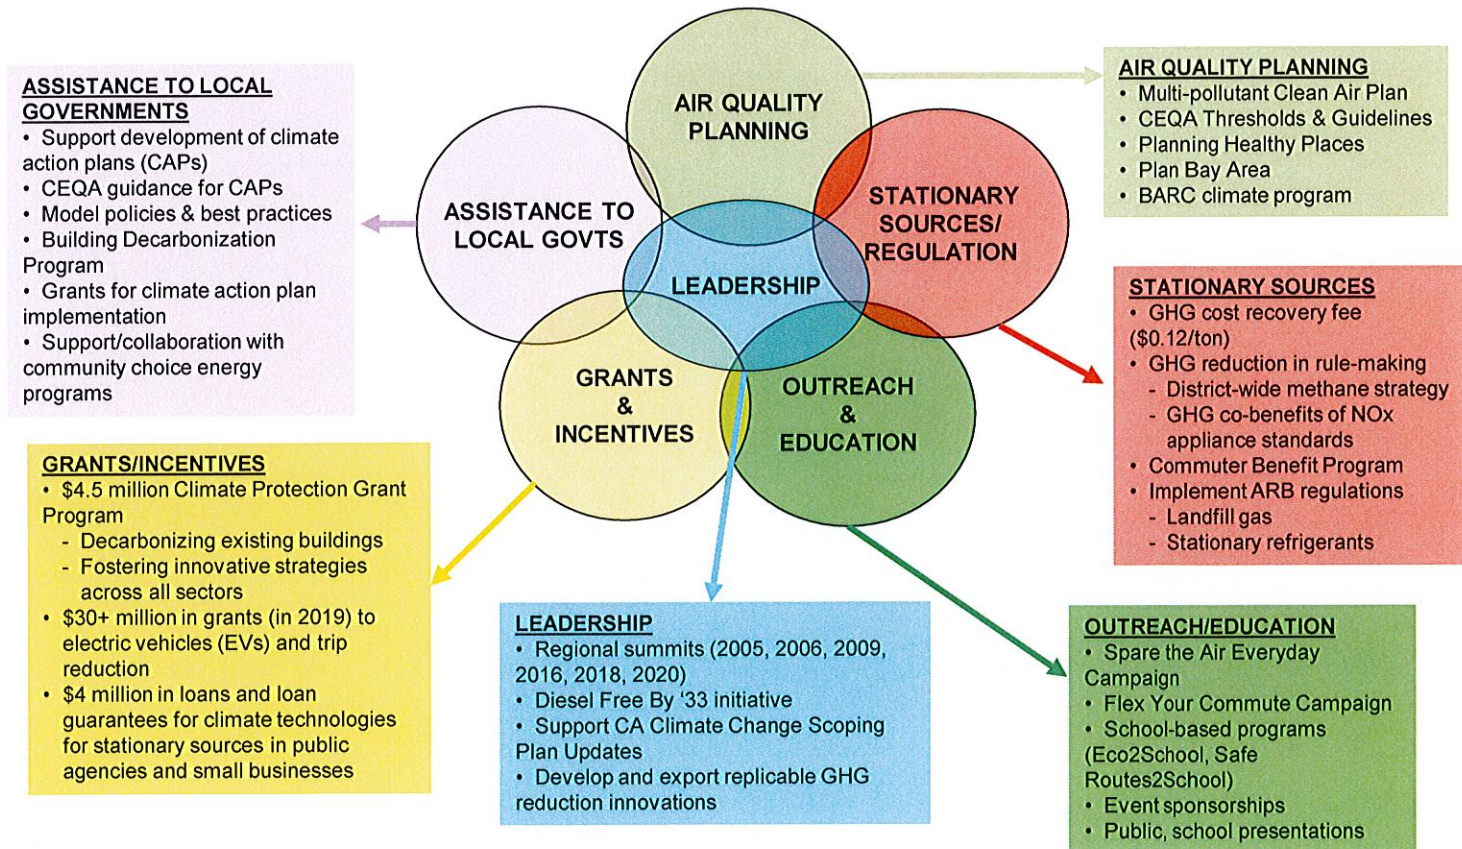 ASSISTANCE TO LOCAL
GOVERNMENTS
• Support development of climate
action plans (CAPs)
• CEQA guidance for CAPs
• Model policies & best practices
• Building Decarbonization
Program
• Grants for climate action plan
implementation
• Support/collaboration with
community choice energy
programs
AIR QUALITY
PLANNING
ASSISTANCE TO
LOCAL GOVTS
STATIONARY
SOURCES/
REGULATION
LEADERSHIP
GRANTS
&
INCENTIVES
OUTREACH
&
EDUCATION
AIR QUALITY PLANNING
• Multi-pollutant Clean Air Plan
• CEQA Thresholds & Guidelines
• Planning Healthy Places
• Plan Bay Area
• BARC climate program
STATIONARY SOURCES
• GHG cost recovery fee
($0.12/ton)
• GHG reduction in rule-making
- District-wide methane strategy
- GHG co-benefits of NOx
appliance standards
• Commuter Benefit Program
• Implement ARB regulations
- Landfill gas
- Stationary refrigerants
GRANTS/INCENTIVES
• $4.5 million Climate Protection Grant
Program
- Decarbonizing existing buildings
- Fostering innovative strategies
across all sectors
• $30+ million in grants (in 2019) to
electric vehicles (EVs) and trip
reduction
• $4 million in loans and loan
guarantees for climate technologies
for stationary sources in public
agencies and small businesses
LEADERSHIP
• Regional summits (2005, 2006, 2009,
2016, 2018, 2020)
• Diesel Free By ‘33 initiative
• Support CA Climate Change Scoping
Plan Updates
• Develop and export replicable GHG
reduction innovations
OUTREACH/EDUCATION
• Spare the Air Everyday
Campaign
• Flex Your Commute Campaign
• School-based programs
(Eco2School, Safe
Routes2School)
• Event sponsorships
• Public, school presentations